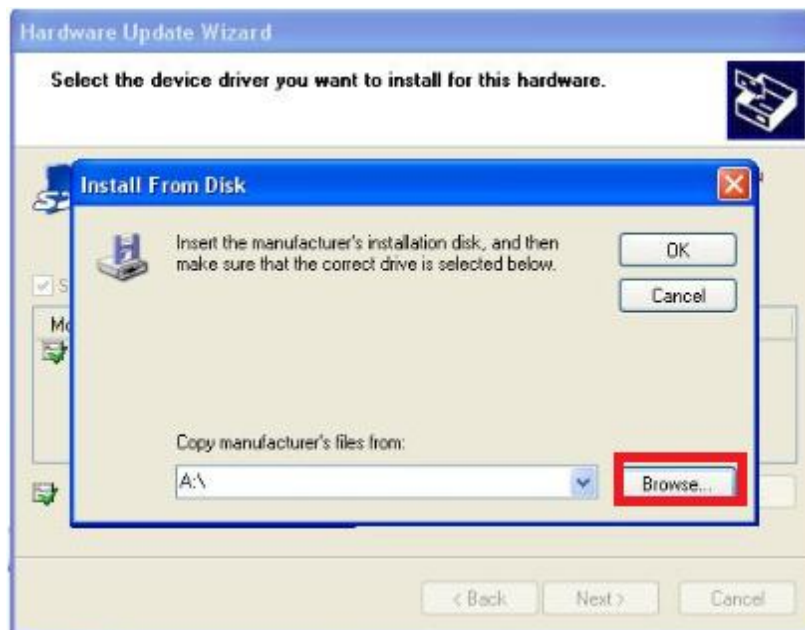 Hardware Update Wizard
Select the device driver you want to install for this hardware.
Install From Disk
Insert the manufacturer's installation disk, and then
make sure that the correct drive is selected below.
OK
Cancel
Copy manufacturer's files from:
A:\
Browse...
< Back
Next >
Cancel